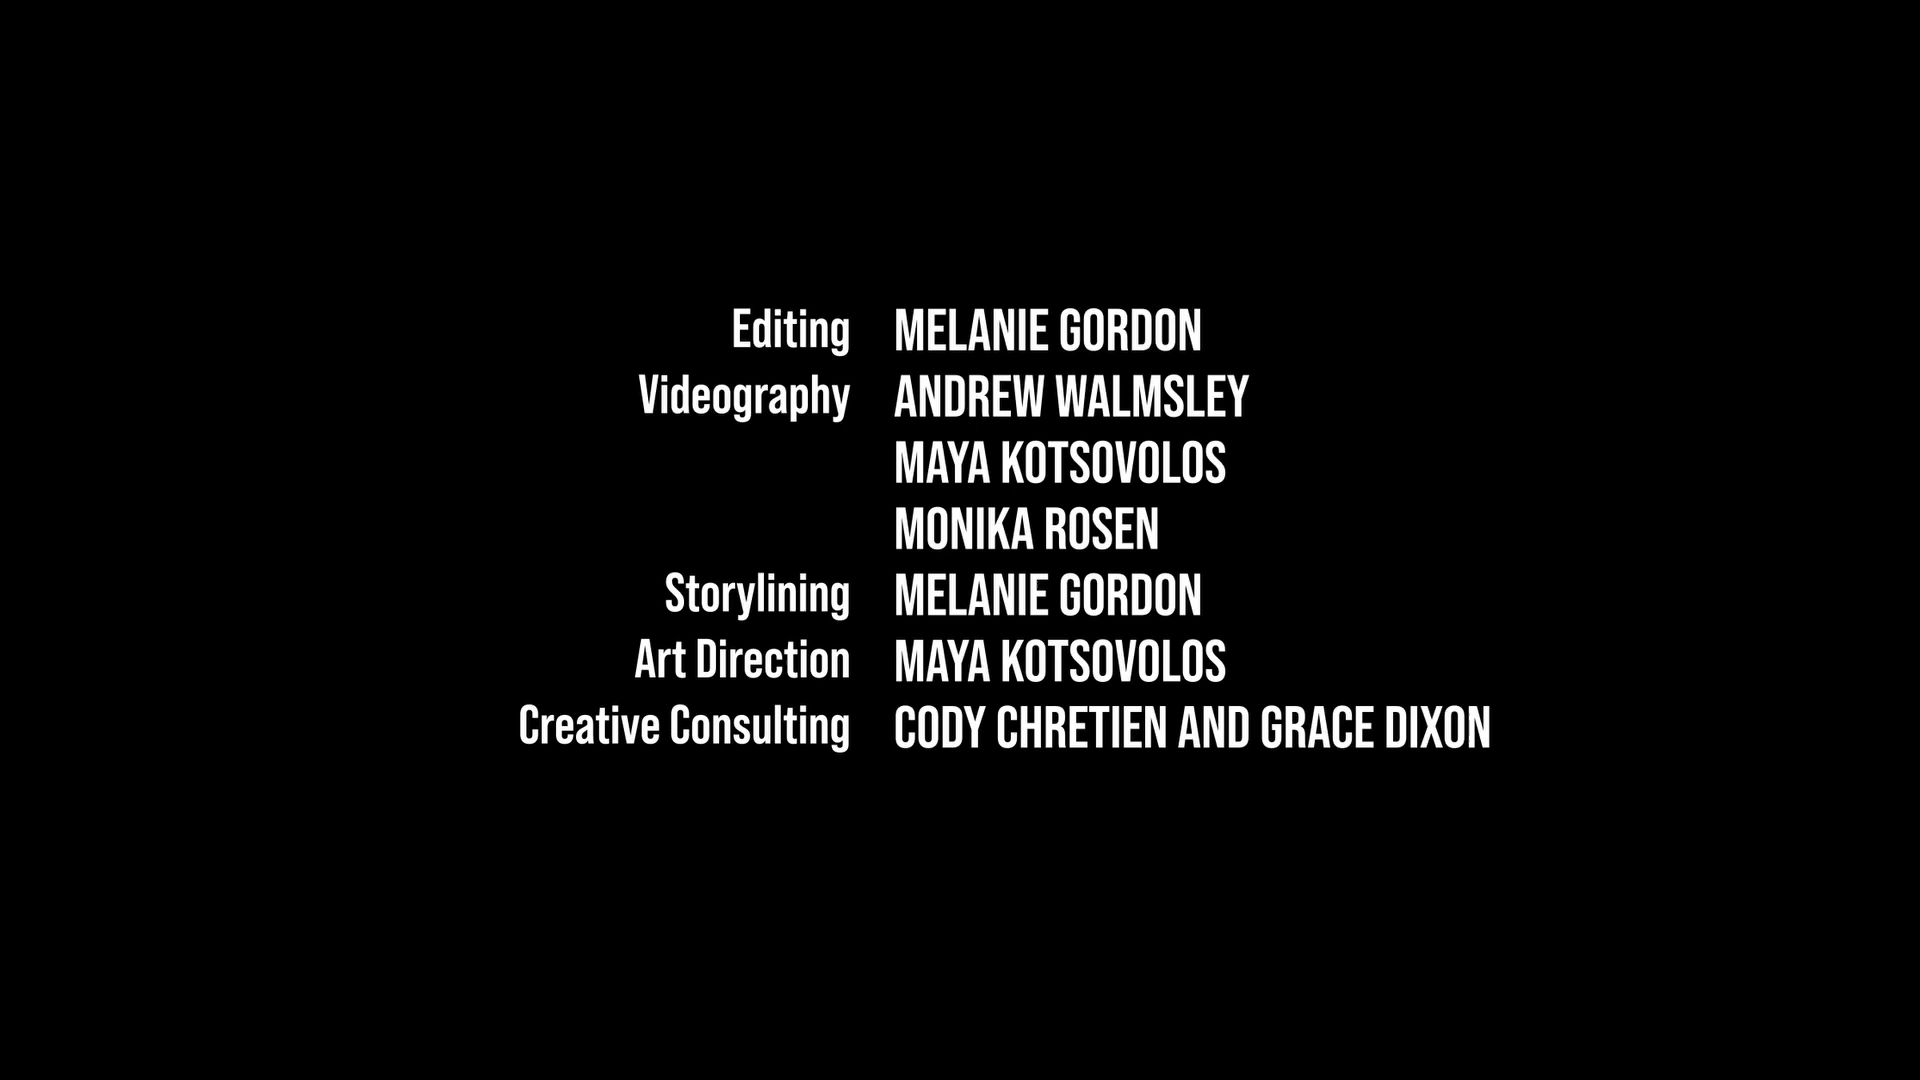 Editing MELANIE GORDON
Videography ANDREW WALMSLEY
MAYA KOTSOVOLOS
MONIKA ROSEN
Storylining MELANIE GORDON
Art Direction MAYA KOTSOVOLOS
Creative Consulting CODY CHRETIEN AND GRACE DIXON